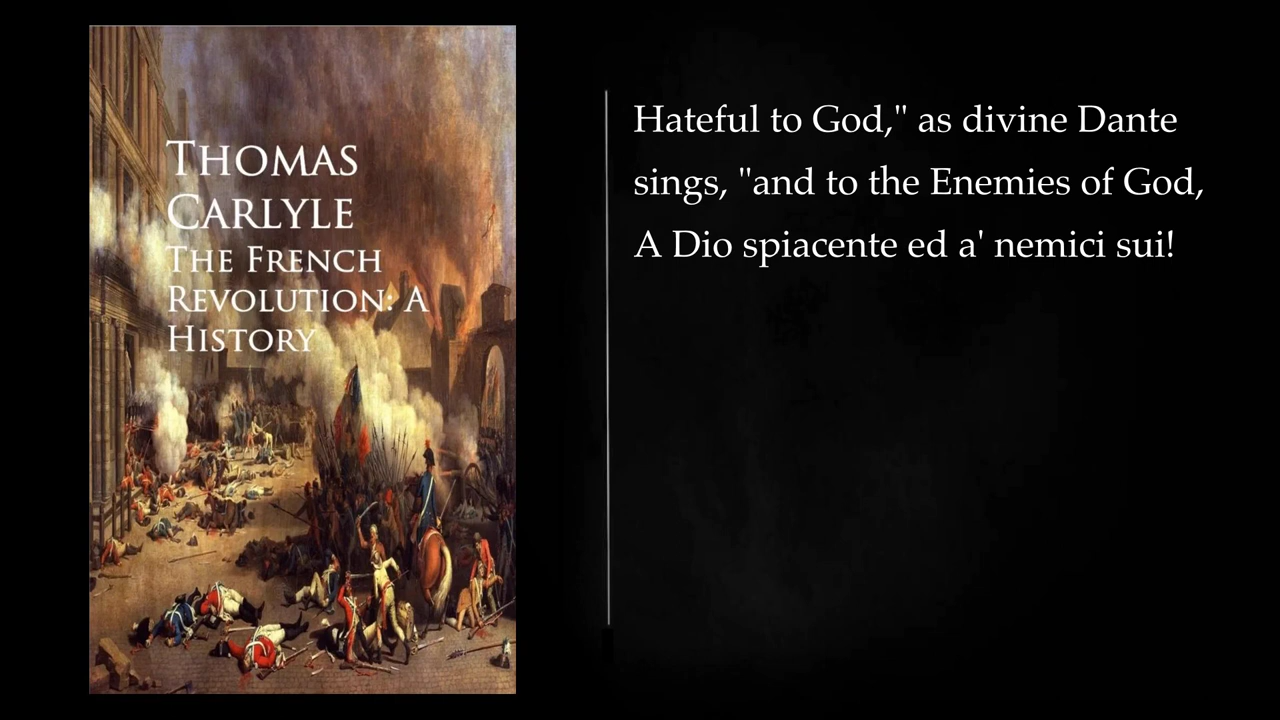 THOMAS
CARLYLE
THE FRENCH
REVOLUTION: A
HISTORY
Hateful to God," as divine Dante
sings, "and to the Enemies of God,
A Dio spiacente ed a' nemici sui!